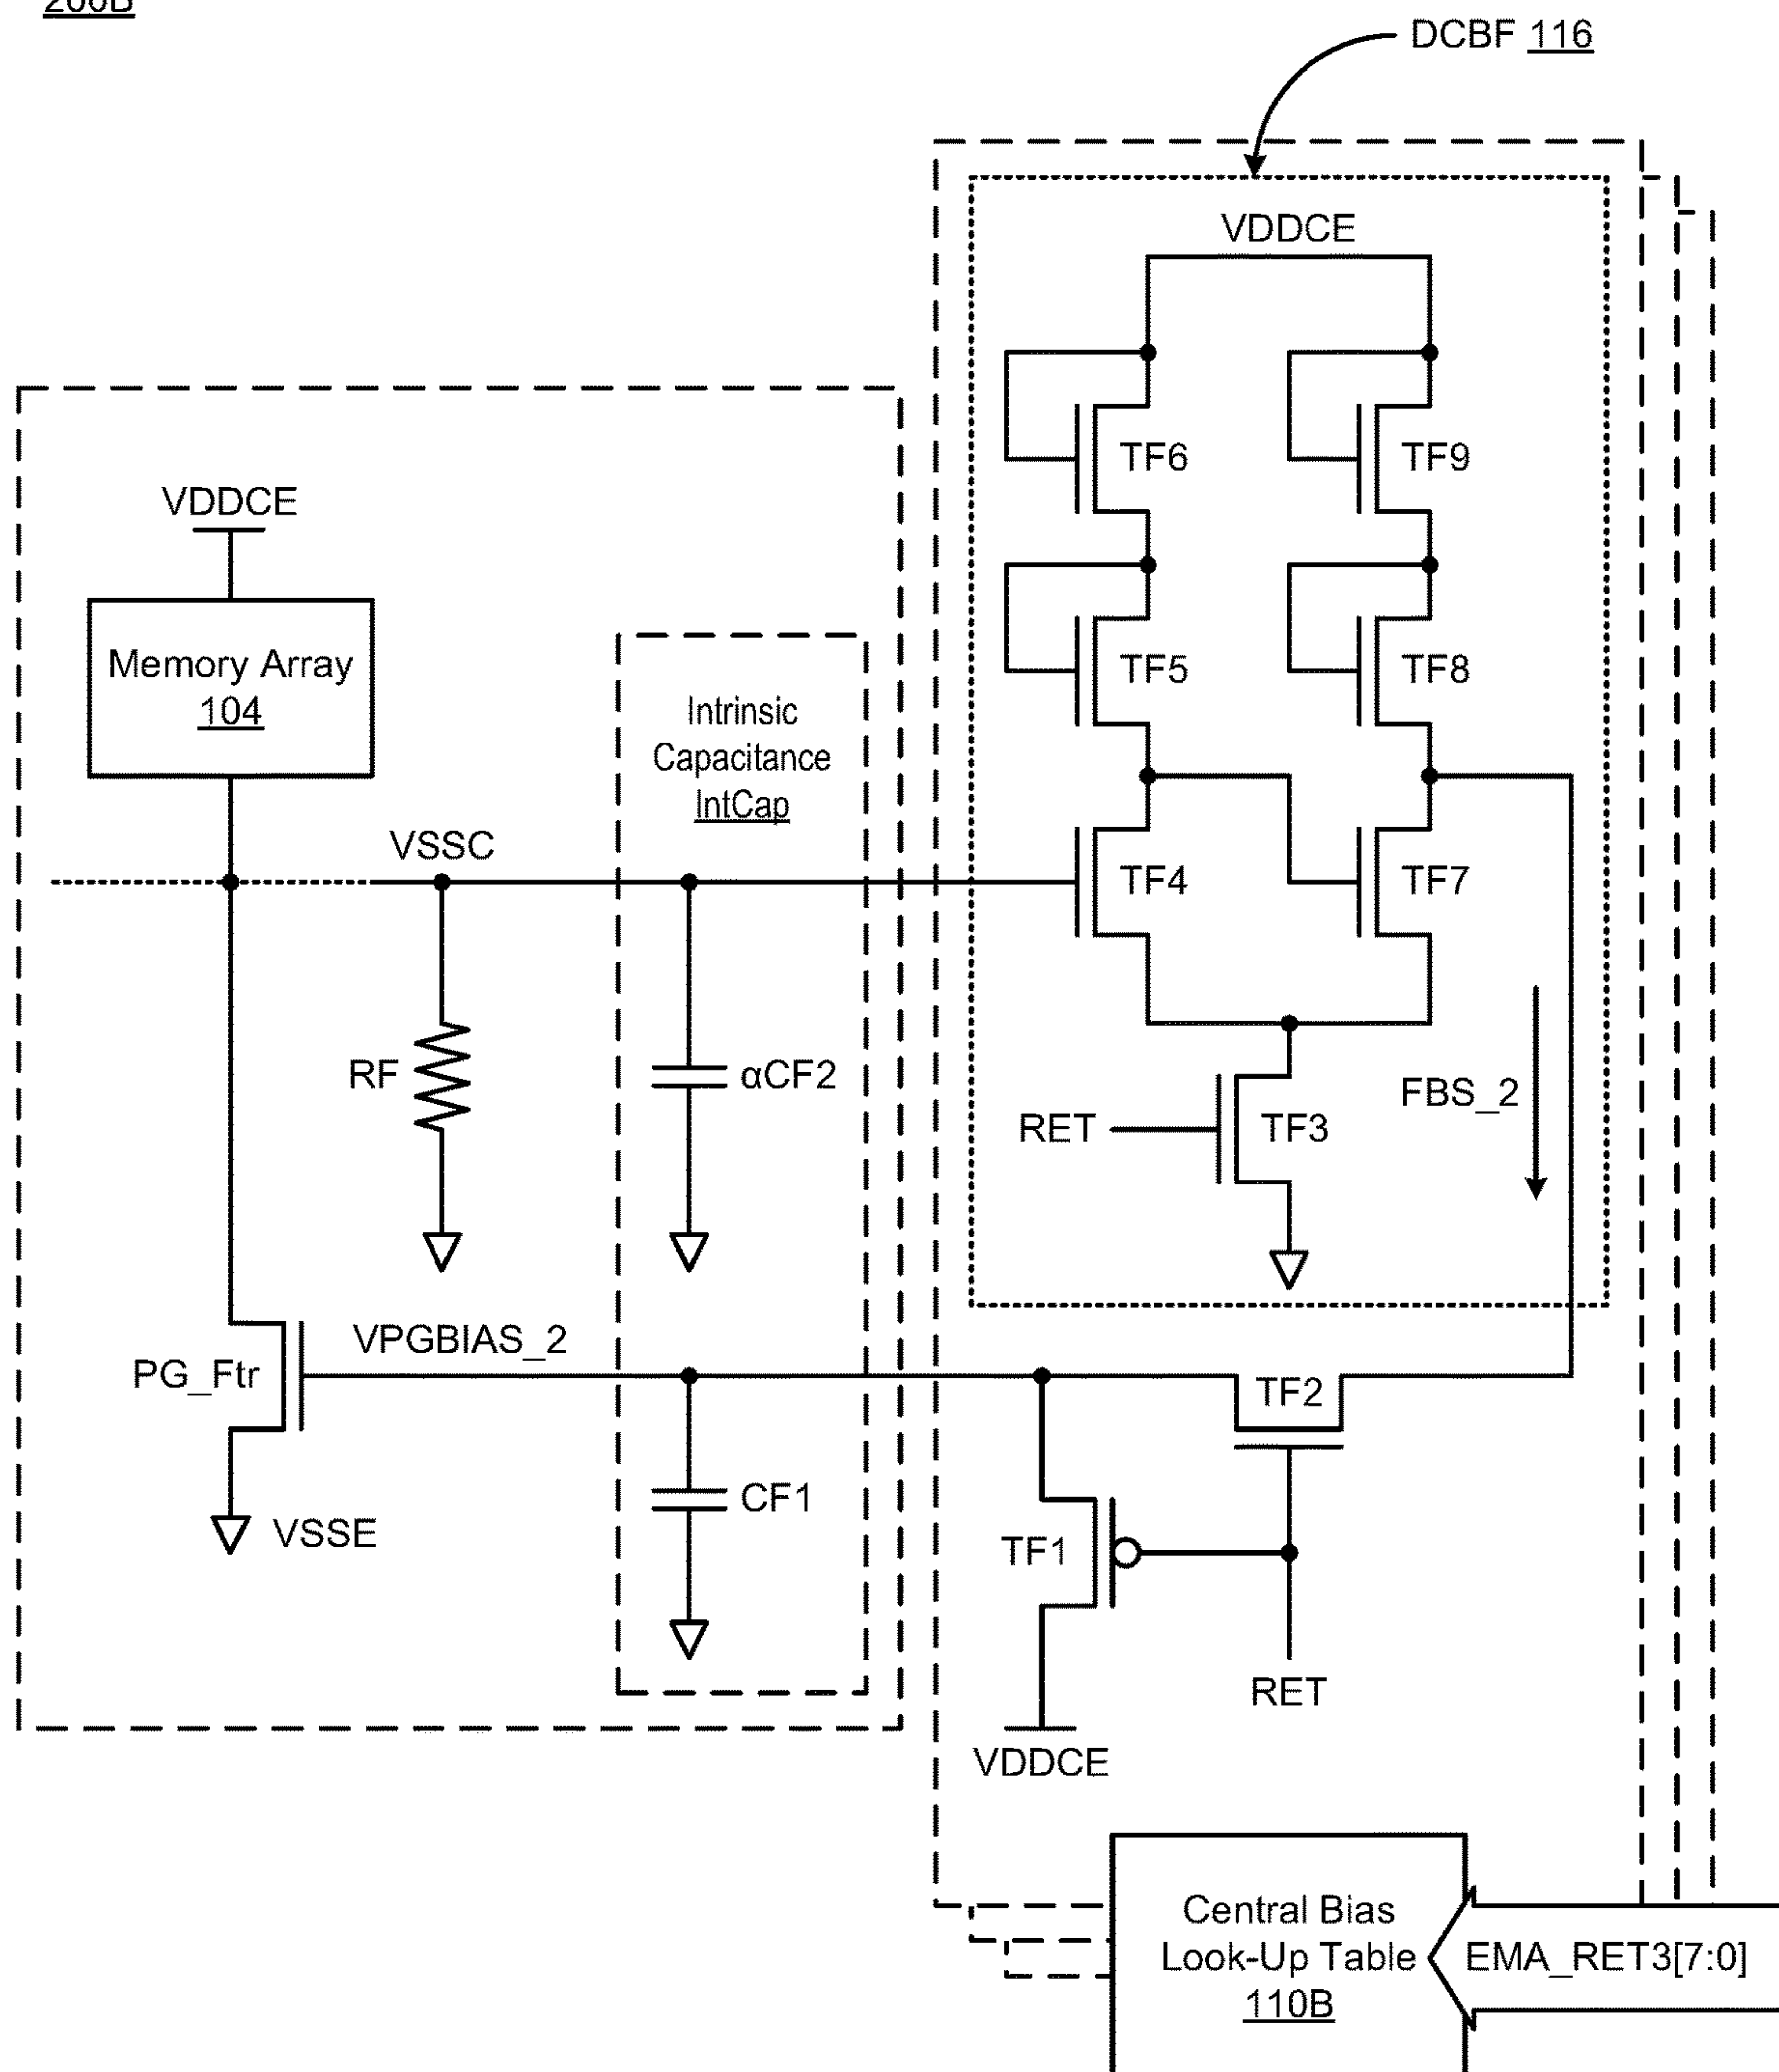 DCBF 116
VDDCE
TF6
TF9
VDDCE
Memory Array
104
TF5
TF8
Intrinsic
Capacitance
IntCap
VSSC
TF4
TF7
RF
αCF2
FBS_2
RET
TF3
VPGBIAS_2
PG_Ftr
TF2
CF1
VSSE
TF1
RET
VDDCE
Central Bias
Look-Up Table
110B
EMA_RET3[7:0]